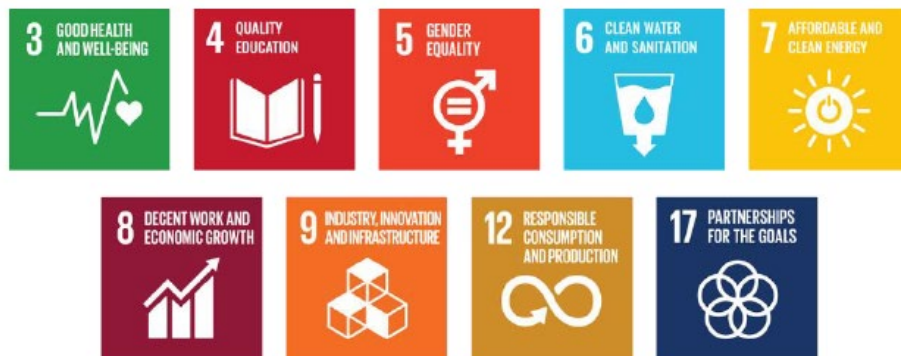 3 GOOD HEALTH
AND WELL-BEING
4 QUALITY
EDUCATION
5 GENDER
EQUALITY
6 CLEAN WATER
AND SANITATION
7 AFFORDABLE AND
CLEAN ENERGY
8 DECENT WORK AND
ECONOMIC GROWTH
9 INDUSTRY, INNOVATION
AND INFRASTRUCTURE
12 RESPONSIBLE
CONSUMPTION
AND PRODUCTION
17 PARTNERSHIPS
FOR THE GOALS